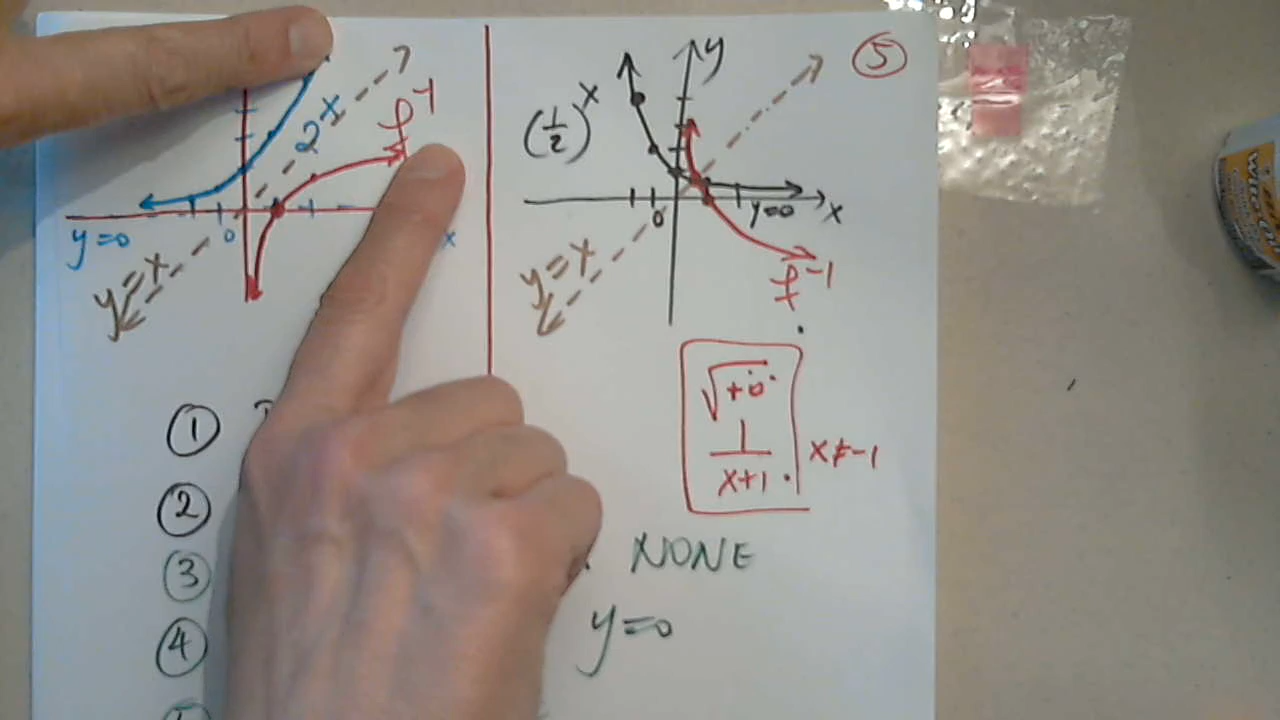 2^x
f^-1
y=0
0
x
y=x
5
y
(1/2)^x
0
y=0
x
y=x
f^-1
√+0
1/x+1
x≠-1
1
2
NONE
3
y=0
4